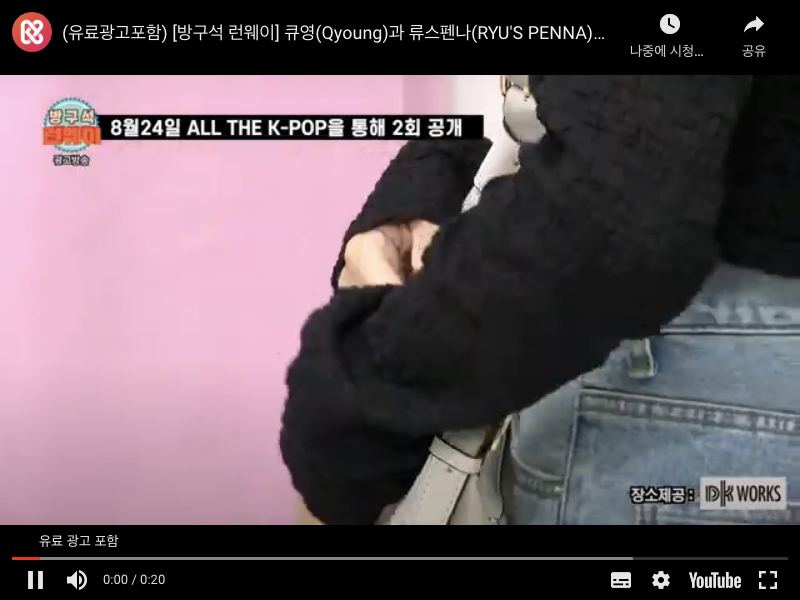 (유료광고포함) [방구석 런웨이] 큐영(Qyoung)과 류스펜나(RYU'S PENNA)...
나중에 시청...
공유
방구석
런웨이
광고방송
8월24일 ALL THE K-POP을 통해 2회 공개
장소제공 : DK WORKS
유료 광고 포함
0:00 / 0:20
YouTube